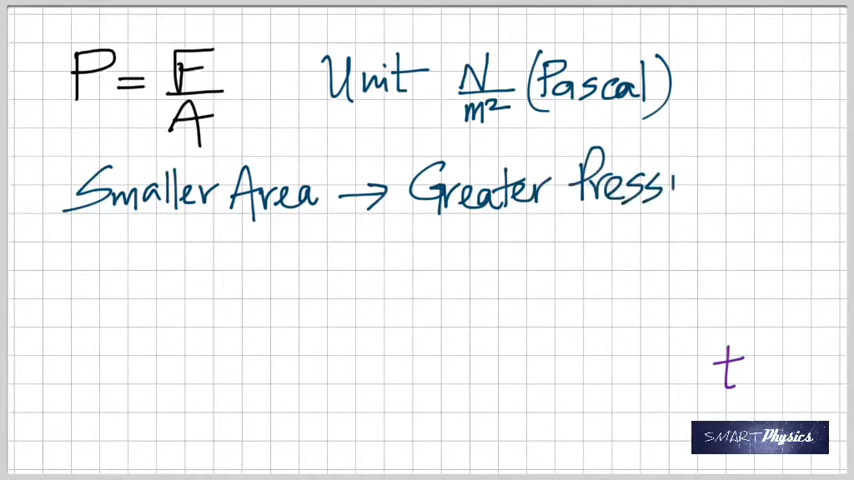 P = F/A Unit N/m² (Pascal)
Smaller Area → Greater Press
t
SMARTPhysics